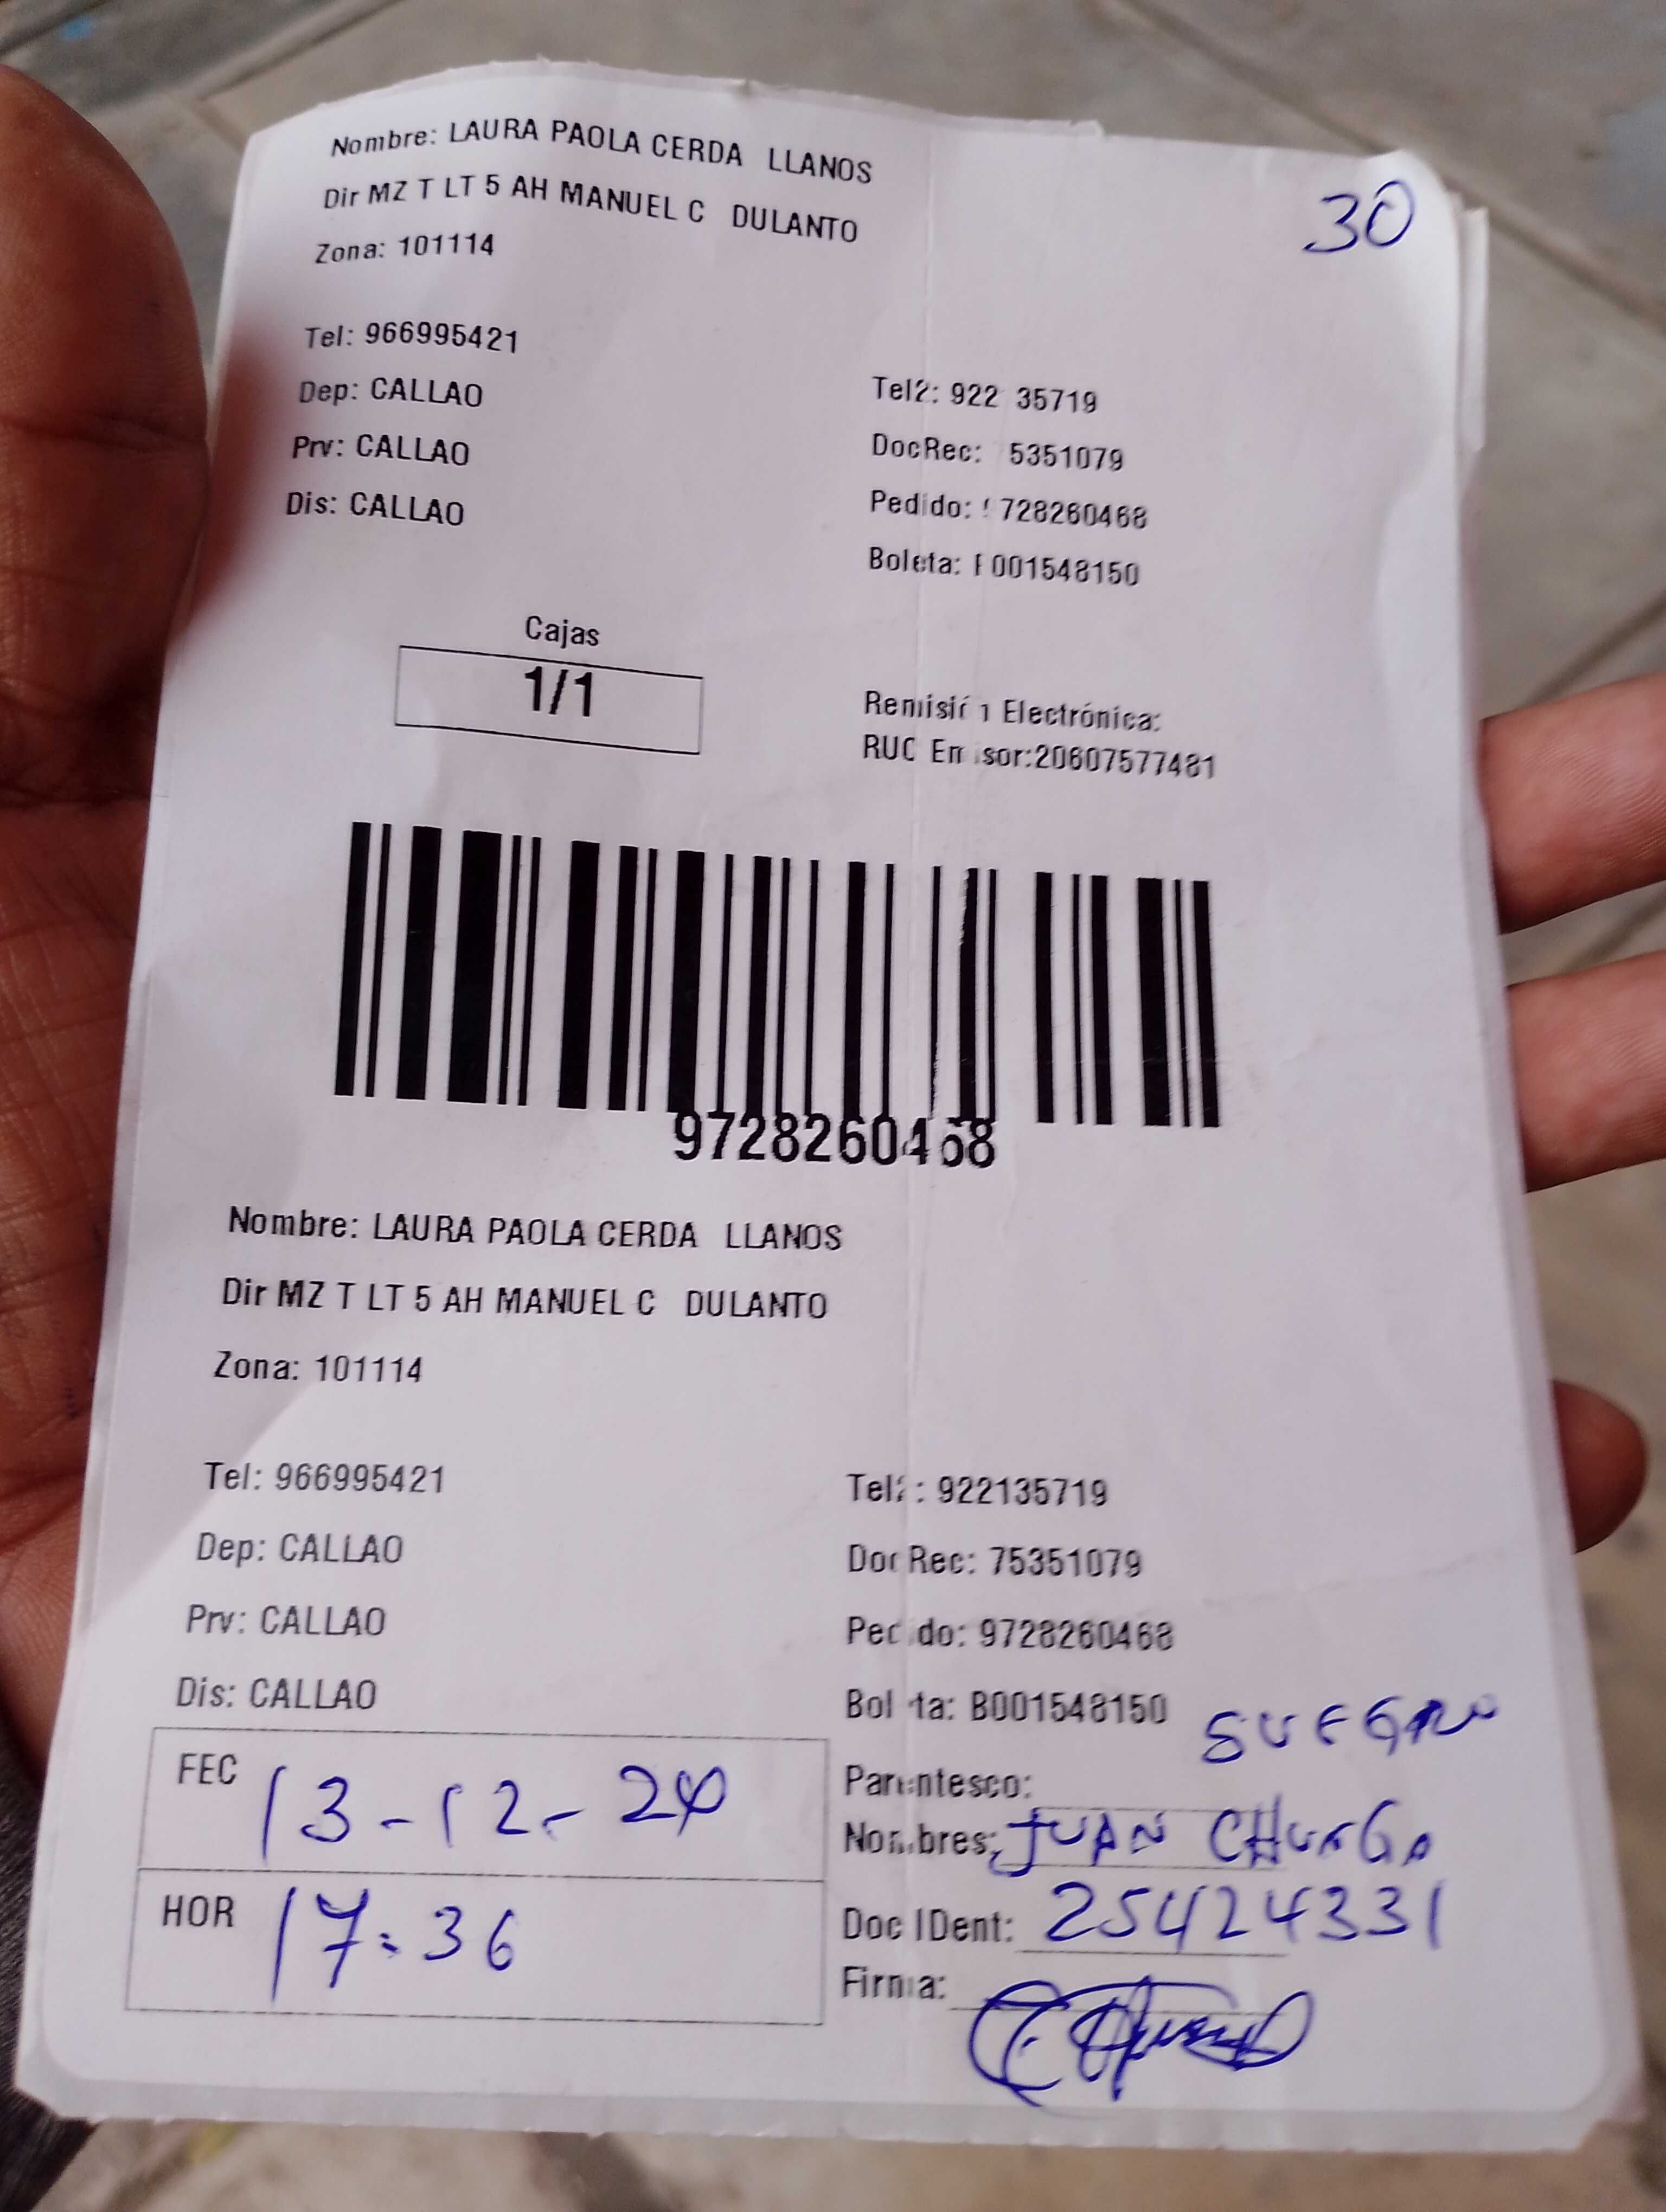 Nombre: LAURA PAOLA CERDA LLANOS
30
Dir MZ T LT 5 AH MANUEL C DULANTO
Zona: 101114
Tel: 966995421
Dep: CALLAO
Tel2: 922 35719
Prv: CALLAO
DocRec: 5351079
Dis: CALLAO
Pedido: 728260468
Boleta: 001548150
Cajas
1/1
Remisión Electrónica:
RUC Emisor:20607577481
9728260468
Nombre: LAURA PAOLA CERDA LLANOS
Dir MZ T LT 5 AH MANUEL C DULANTO
Zona: 101114
Tel: 966995421
Tel2: 922135719
Dep: CALLAO
DocRec: 75351079
Prv: CALLAO
Pedido: 9728260468
Dis: CALLAO
Boleta: B001548150
FEC 13-12-24
Parentesco: SUEGRO
Nombres: JUAN
HOR 17:36
Doc IDent: 25424331
Firma: